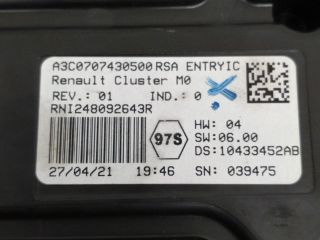 A3C0707430500 RSA ENTRYIC
Renault Cluster M0
REV.: 01 IND.: 0
RNI248092643R
97S
HW: 04
SW: 06.00
DS: 10433452AB
27/04/21 19:46 SN: 039475